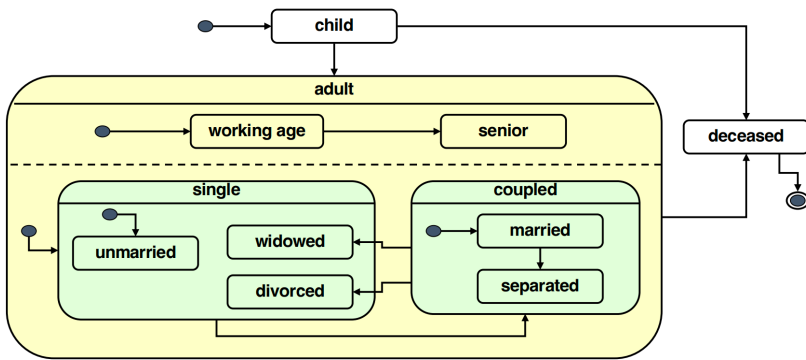 child
adult
working age
senior
deceased
single
coupled
unmarried
widowed
married
divorced
separated